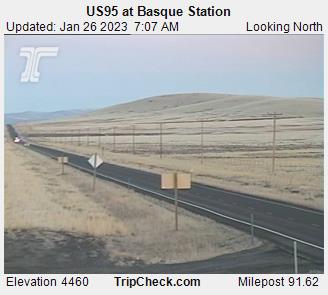 US95 at Basque Station
Updated: Jan 26 2023 7:07 AM Looking North
Elevation 4460 TripCheck.com Milepost 91.62